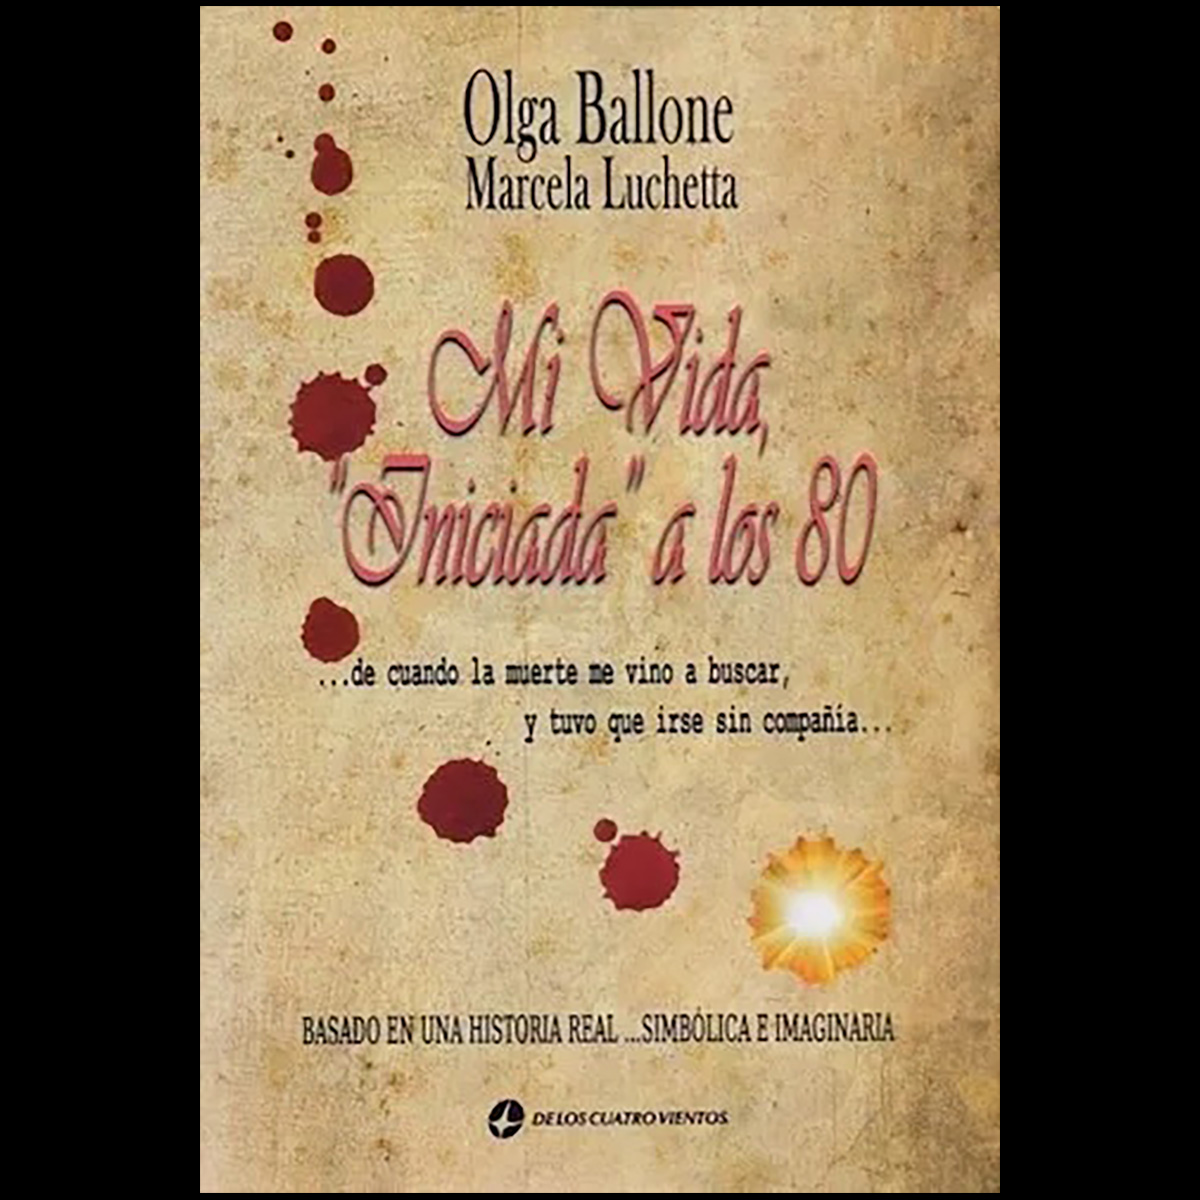 Olga Ballone
Marcela Luchetta
Mi Vida,
"Iniciada" a los 80
...de cuando la muerte me vino a buscar,
y tuvo que irse sin compañía...
BASADO EN UNA HISTORIA REAL ...SIMBÓLICA E IMAGINARIA
DE LOS CUATRO VIENTOS